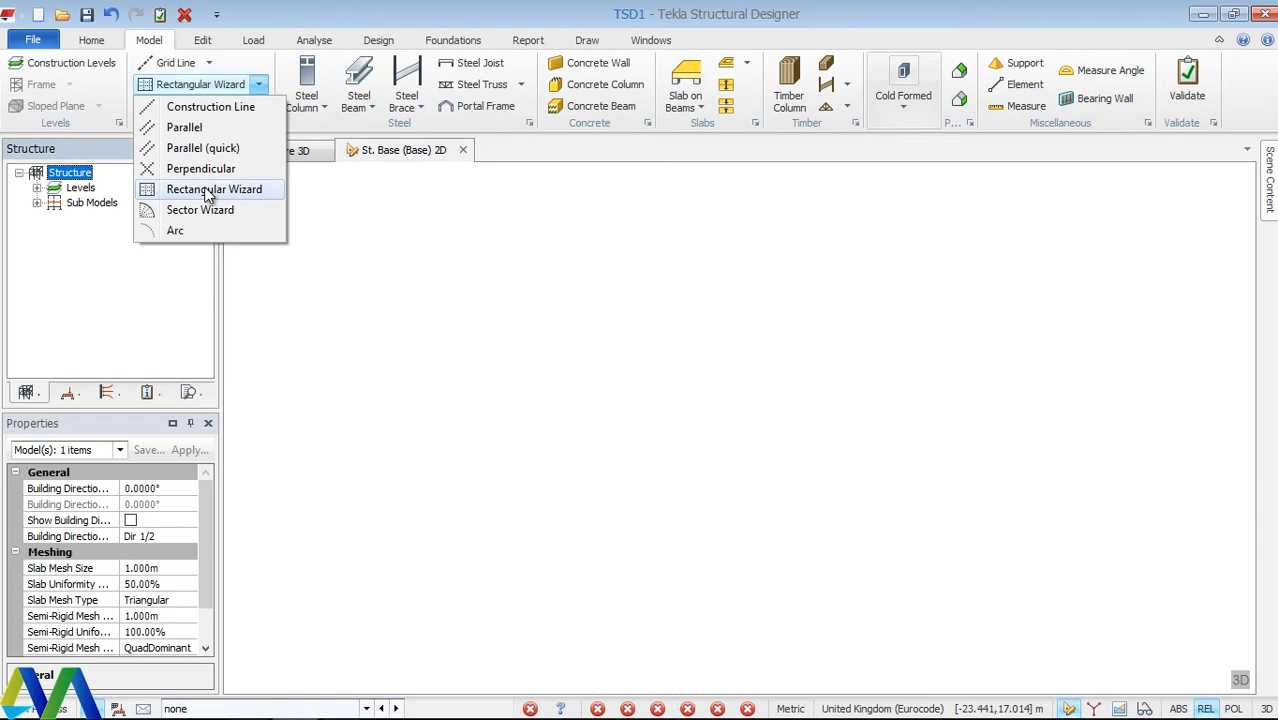 TSD1 - Tekla Structural Designer
File Home Model Edit Load Analyse Design Foundations Report Draw Windows
Construction Levels
Frame
Sloped Plane
Levels
Grid Line
Rectangular Wizard
Construction Line
Parallel
Parallel (quick)
Perpendicular
Rectangular Wizard
Sector Wizard
Arc
Steel Column
Steel Beam
Steel Brace
Steel Joist
Steel Truss
Portal Frame
Steel
Concrete Wall
Concrete Column
Concrete Beam
Concrete
Slab on Beams
Slabs
Timber Column
Timber
Cold Formed
P...
Support
Element
Measure
Measure Angle
Bearing Wall
Miscellaneous
Validate
Validate
Structure
re 3D
St. Base (Base) 2D
Scene Content
Structure
Levels
Sub Models
Properties
Model(s): 1 items Save... Apply...
General
Building Directio... 0.0000°
Building Directio... 0.0000°
Show Building Di...
Building Directio... Dir 1/2
Meshing
Slab Mesh Size 1.000m
Slab Uniformity ... 50.00%
Slab Mesh Type Triangular
Semi-Rigid Mesh ... 1.000m
Semi-Rigid Unifo... 100.00%
Semi-Rigid Mesh ... QuadDominant
eral
3D
none
Metric United Kingdom (Eurocode) [-23.441,17.014] m ABS REL POL 3D